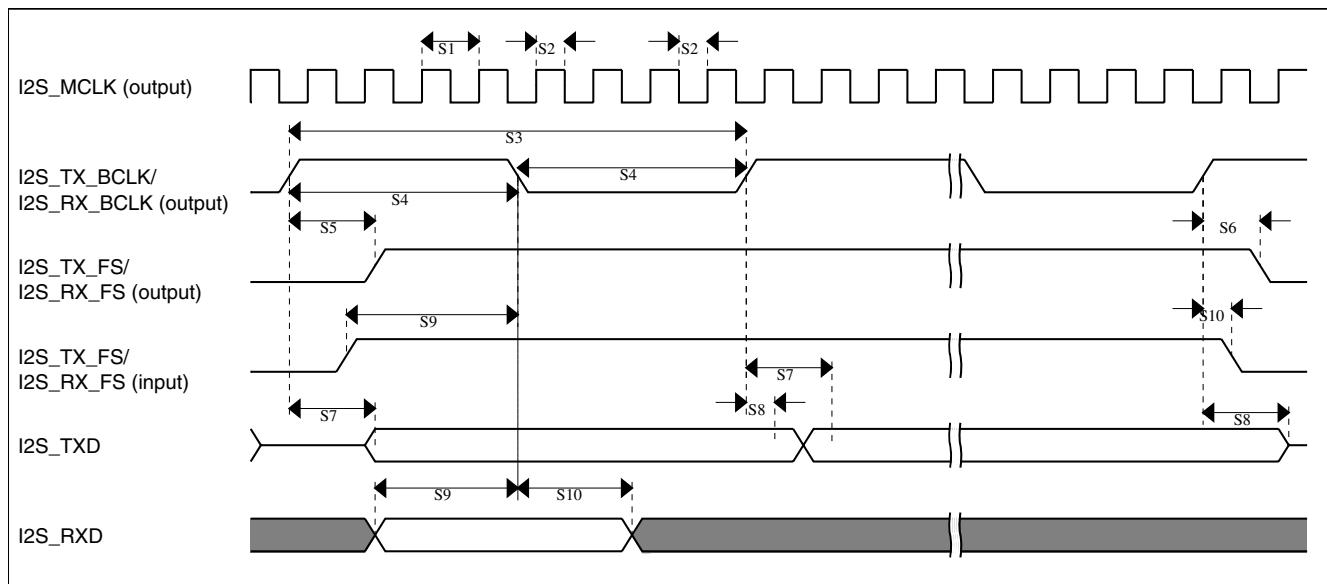 S1 S2 S2
I2S_MCLK (output)
S3
I2S_TX_BCLK/
I2S_RX_BCLK (output)
S4
S4
S5 S6
I2S_TX_FS/
I2S_RX_FS (output)
S9 S10
I2S_TX_FS/
I2S_RX_FS (input)
S7
S7 S8 S8
I2S_TXD
S9 S10
I2S_RXD